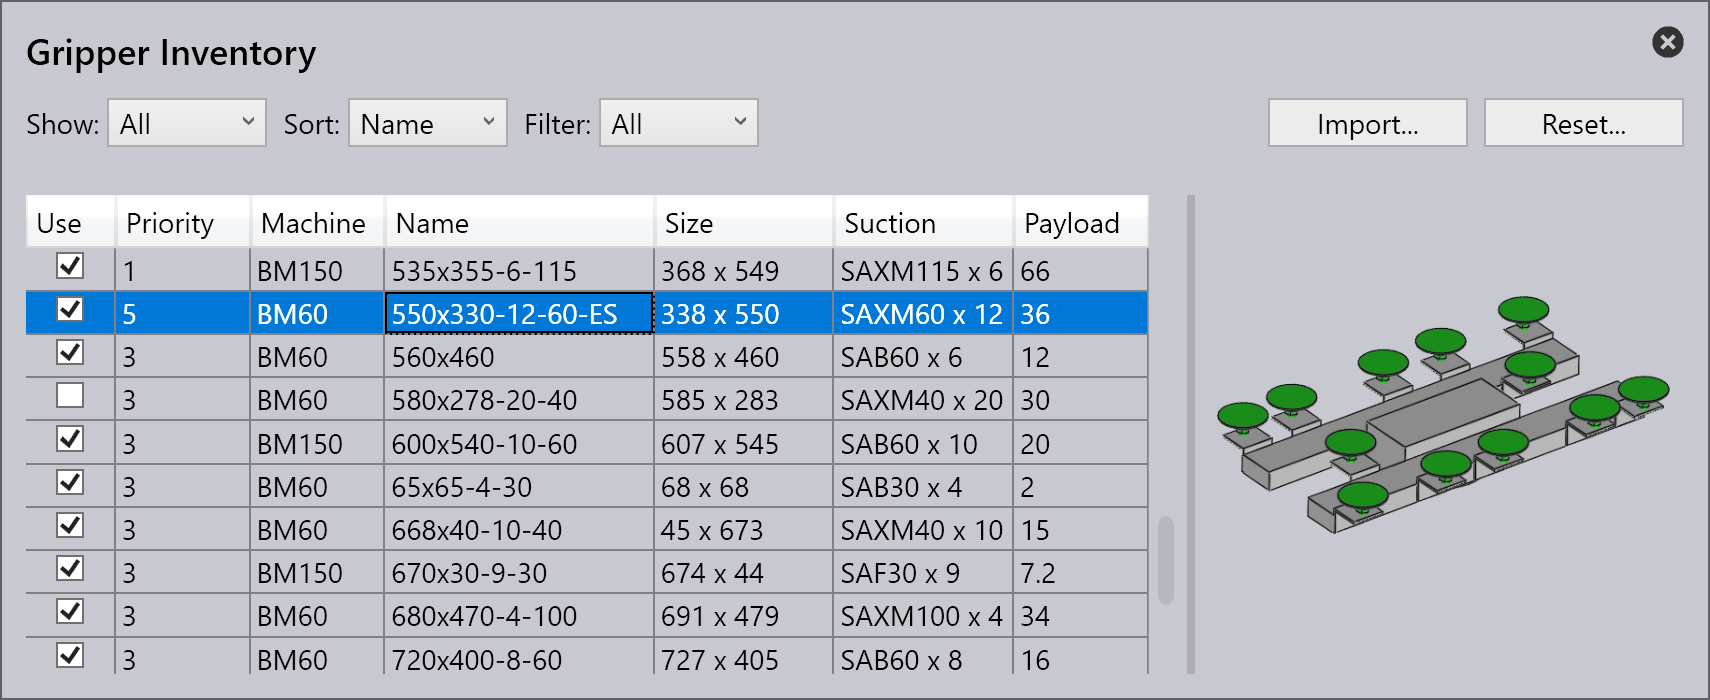 Gripper Inventory
Show: All Sort: Name Filter: All Import... Reset...
Use Priority Machine Name Size Suction Payload
1 BM150 535x355-6-115 368 x 549 SAXM115 x 6 66
5 BM60 550x330-12-60-ES 338 x 550 SAXM60 x 12 36
3 BM60 560x460 558 x 460 SAB60 x 6 12
3 BM60 580x278-20-40 585 x 283 SAXM40 x 20 30
3 BM150 600x540-10-60 607 x 545 SAB60 x 10 20
3 BM60 65x65-4-30 68 x 68 SAB30 x 4 2
3 BM60 668x40-10-40 45 x 673 SAXM40 x 10 15
3 BM150 670x30-9-30 674 x 44 SAF30 x 9 7.2
3 BM60 680x470-4-100 691 x 479 SAXM100 x 4 34
3 BM60 720x400-8-60 727 x 405 SAB60 x 8 16